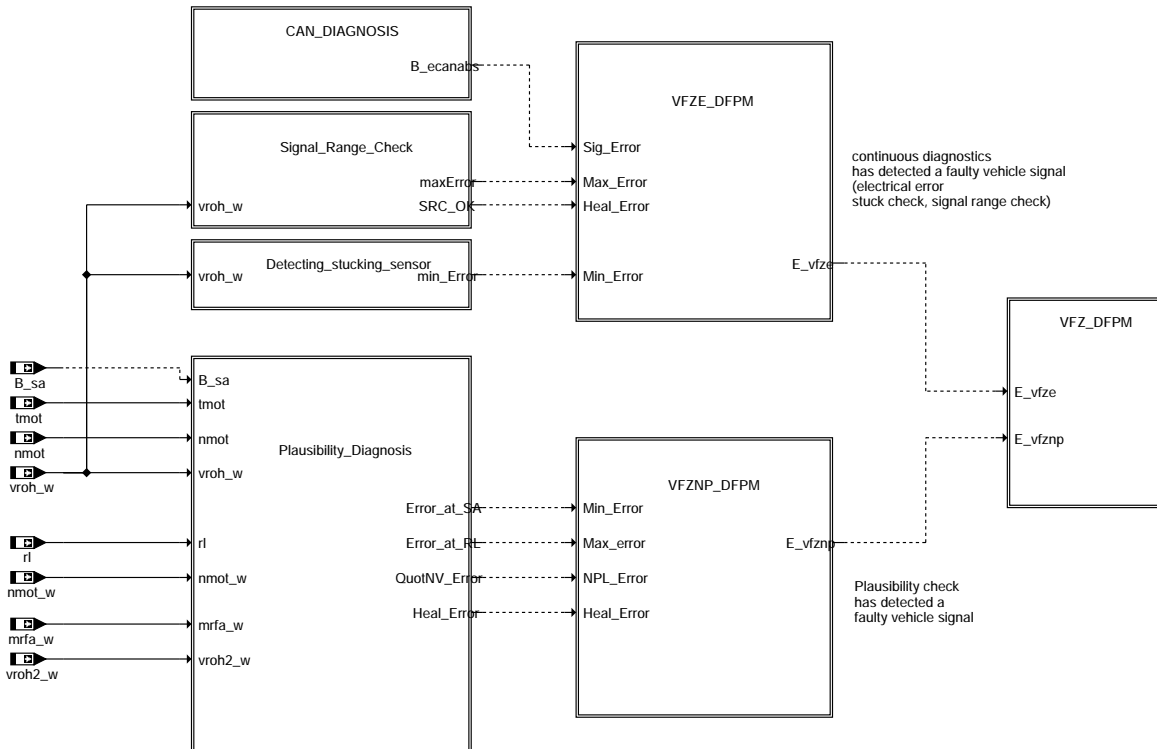 CAN_DIAGNOSIS
B_ecanabs
Signal_Range_Check
maxError
SRC_OK
vroh_w
Detecting_stucking_sensor
vroh_w
min_Error
VFZE_DFPM
Sig_Error
Max_Error
Heal_Error
Min_Error
E_vfze
continuous diagnostics
has detected a faulty vehicle signal
(electrical error
stuck check, signal range check)
VFZ_DFPM
E_vfze
E_vfznp
B_sa
tmot
nmot
vroh_w
rl
nmot_w
mrfa_w
vroh2_w
B_sa
tmot
nmot
vroh_w
rl
nmot_w
mrfa_w
vroh2_w
Plausibility_Diagnosis
Error_at_SA
Error_at_RL
QuotNV_Error
Heal_Error
VFZNP_DFPM
Min_Error
Max_error
NPL_Error
Heal_Error
E_vfznp
Plausibility check
has detected a
faulty vehicle signal